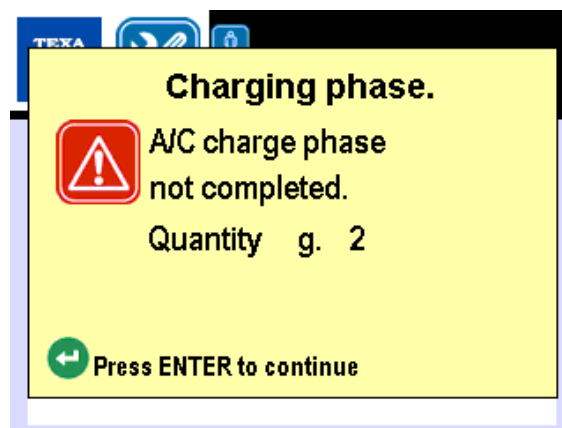 TEXA
Charging phase.
A/C charge phase
not completed.
Quantity g. 2
Press ENTER to continue